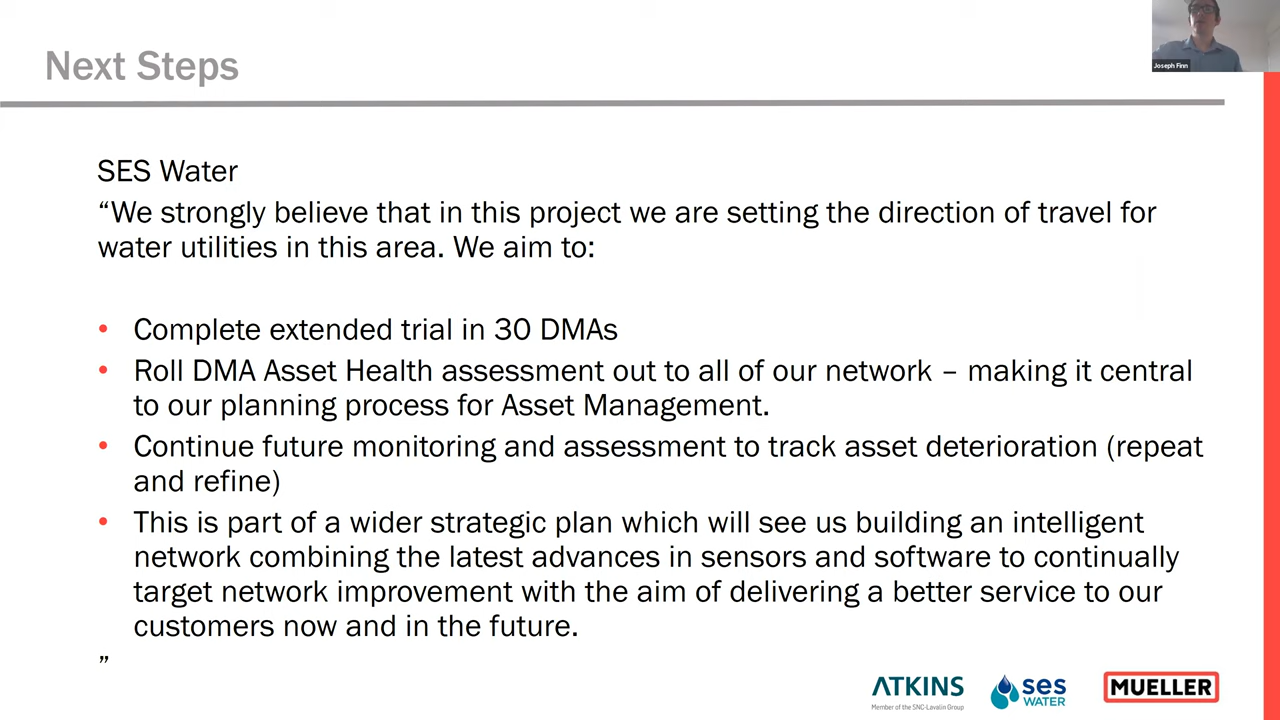 Next Steps
Joseph Finn
SES Water
“We strongly believe that in this project we are setting the direction of travel for
water utilities in this area. We aim to:
• Complete extended trial in 30 DMAs
• Roll DMA Asset Health assessment out to all of our network – making it central
to our planning process for Asset Management.
• Continue future monitoring and assessment to track asset deterioration (repeat
and refine)
• This is part of a wider strategic plan which will see us building an intelligent
network combining the latest advances in sensors and software to continually
target network improvement with the aim of delivering a better service to our
customers now and in the future.
”
ATKINS
Member of the SNC-Lavalin Group
ses
WATER
MUELLER